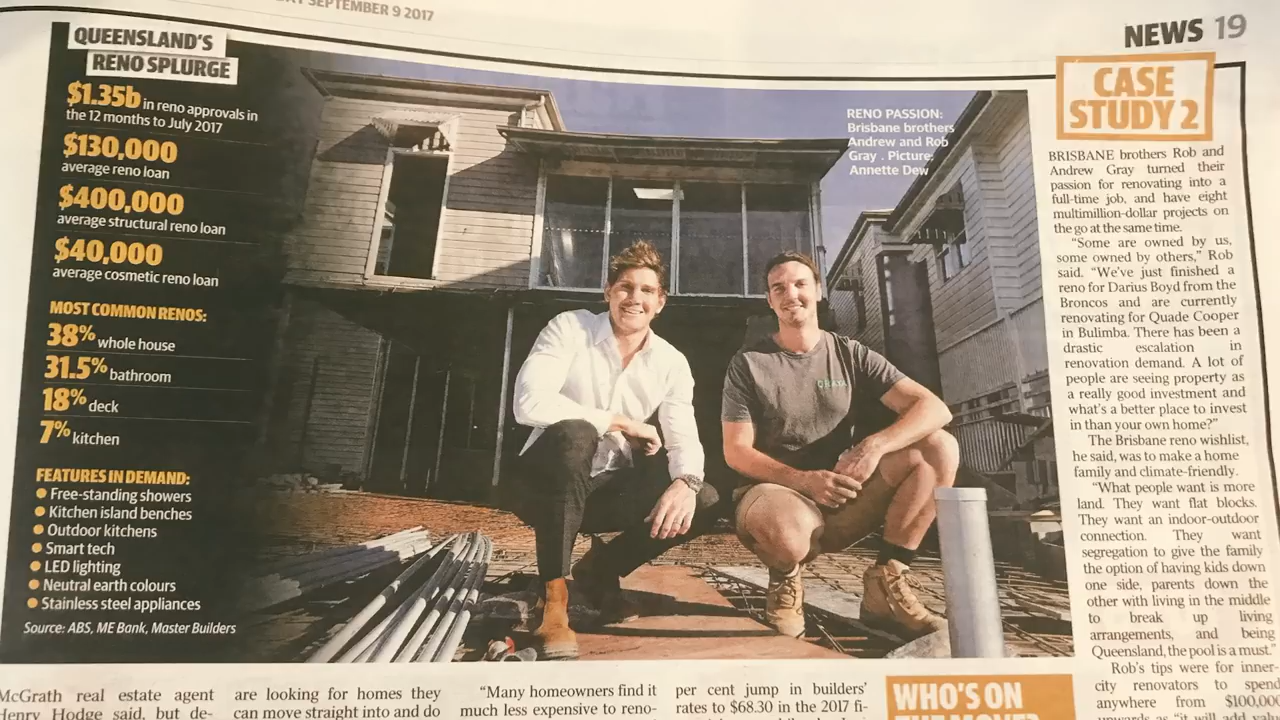 SEPTEMBER 9 2017
NEWS 19
QUEENSLAND'S
RENO SPLURGE
$1.35b in reno approvals in
the 12 months to July 2017
$130,000
average reno loan
$400,000
average structural reno loan
$40,000
average cosmetic reno loan
MOST COMMON RENOS:
38% whole house
31.5% bathroom
18% deck
7% kitchen
FEATURES IN DEMAND:
Free-standing showers
Kitchen island benches
Outdoor kitchens
Smart tech
LED lighting
Neutral earth colours
Stainless steel appliances
Source: ABS, ME Bank, Master Builders
RENO PASSION:
Brisbane brothers
Andrew and Rob
Gray . Picture:
Annette Dew
GRAYA
CASE
STUDY 2
BRISBANE brothers Rob and
Andrew Gray turned their
passion for renovating into a
full-time job, and have eight
multimillion-dollar projects on
the go at the same time.
"Some are owned by us,
some owned by others," Rob
said. "We've just finished a
reno for Darius Boyd from the
Broncos and are currently
renovating for Quade Cooper
in Bulimba. There has been a
drastic escalation in
renovation demand. A lot of
people are seeing property as
a really good investment and
what's a better place to invest
in than your own home?"
The Brisbane reno wishlist,
he said, was to make a home
family and climate-friendly.
"What people want is more
land. They want flat blocks.
They want an indoor-outdoor
connection. They want
segregation to give the family
the option of having kids down
one side, parents down the
other with living in the middle
to break up living
arrangements, and being
Queensland, the pool is a must."
Rob's tips were for inner-
city renovators to spend
anywhere from $100,000
upwards as "it will add
McGrath real estate agent
Henry Hodge said, but de-
are looking for homes they
can move straight into and do
"Many homeowners find it
much less expensive to reno-
per cent jump in builders'
rates to $68.30 in the 2017 fi-
WHO'S ON
THE MOVE?